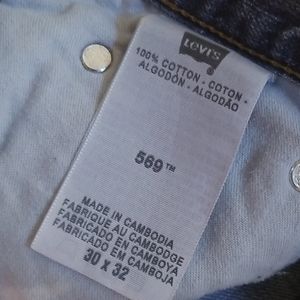 Levi's
100% COTTON - COTON -
ALGODÓN - ALGODÃO
569™
MADE IN CAMBODIA
FABRIQUE AU CAMBODGE
FABRICADO EN CAMBOYA
FABRICADO EM CAMBOJA
30 X 32